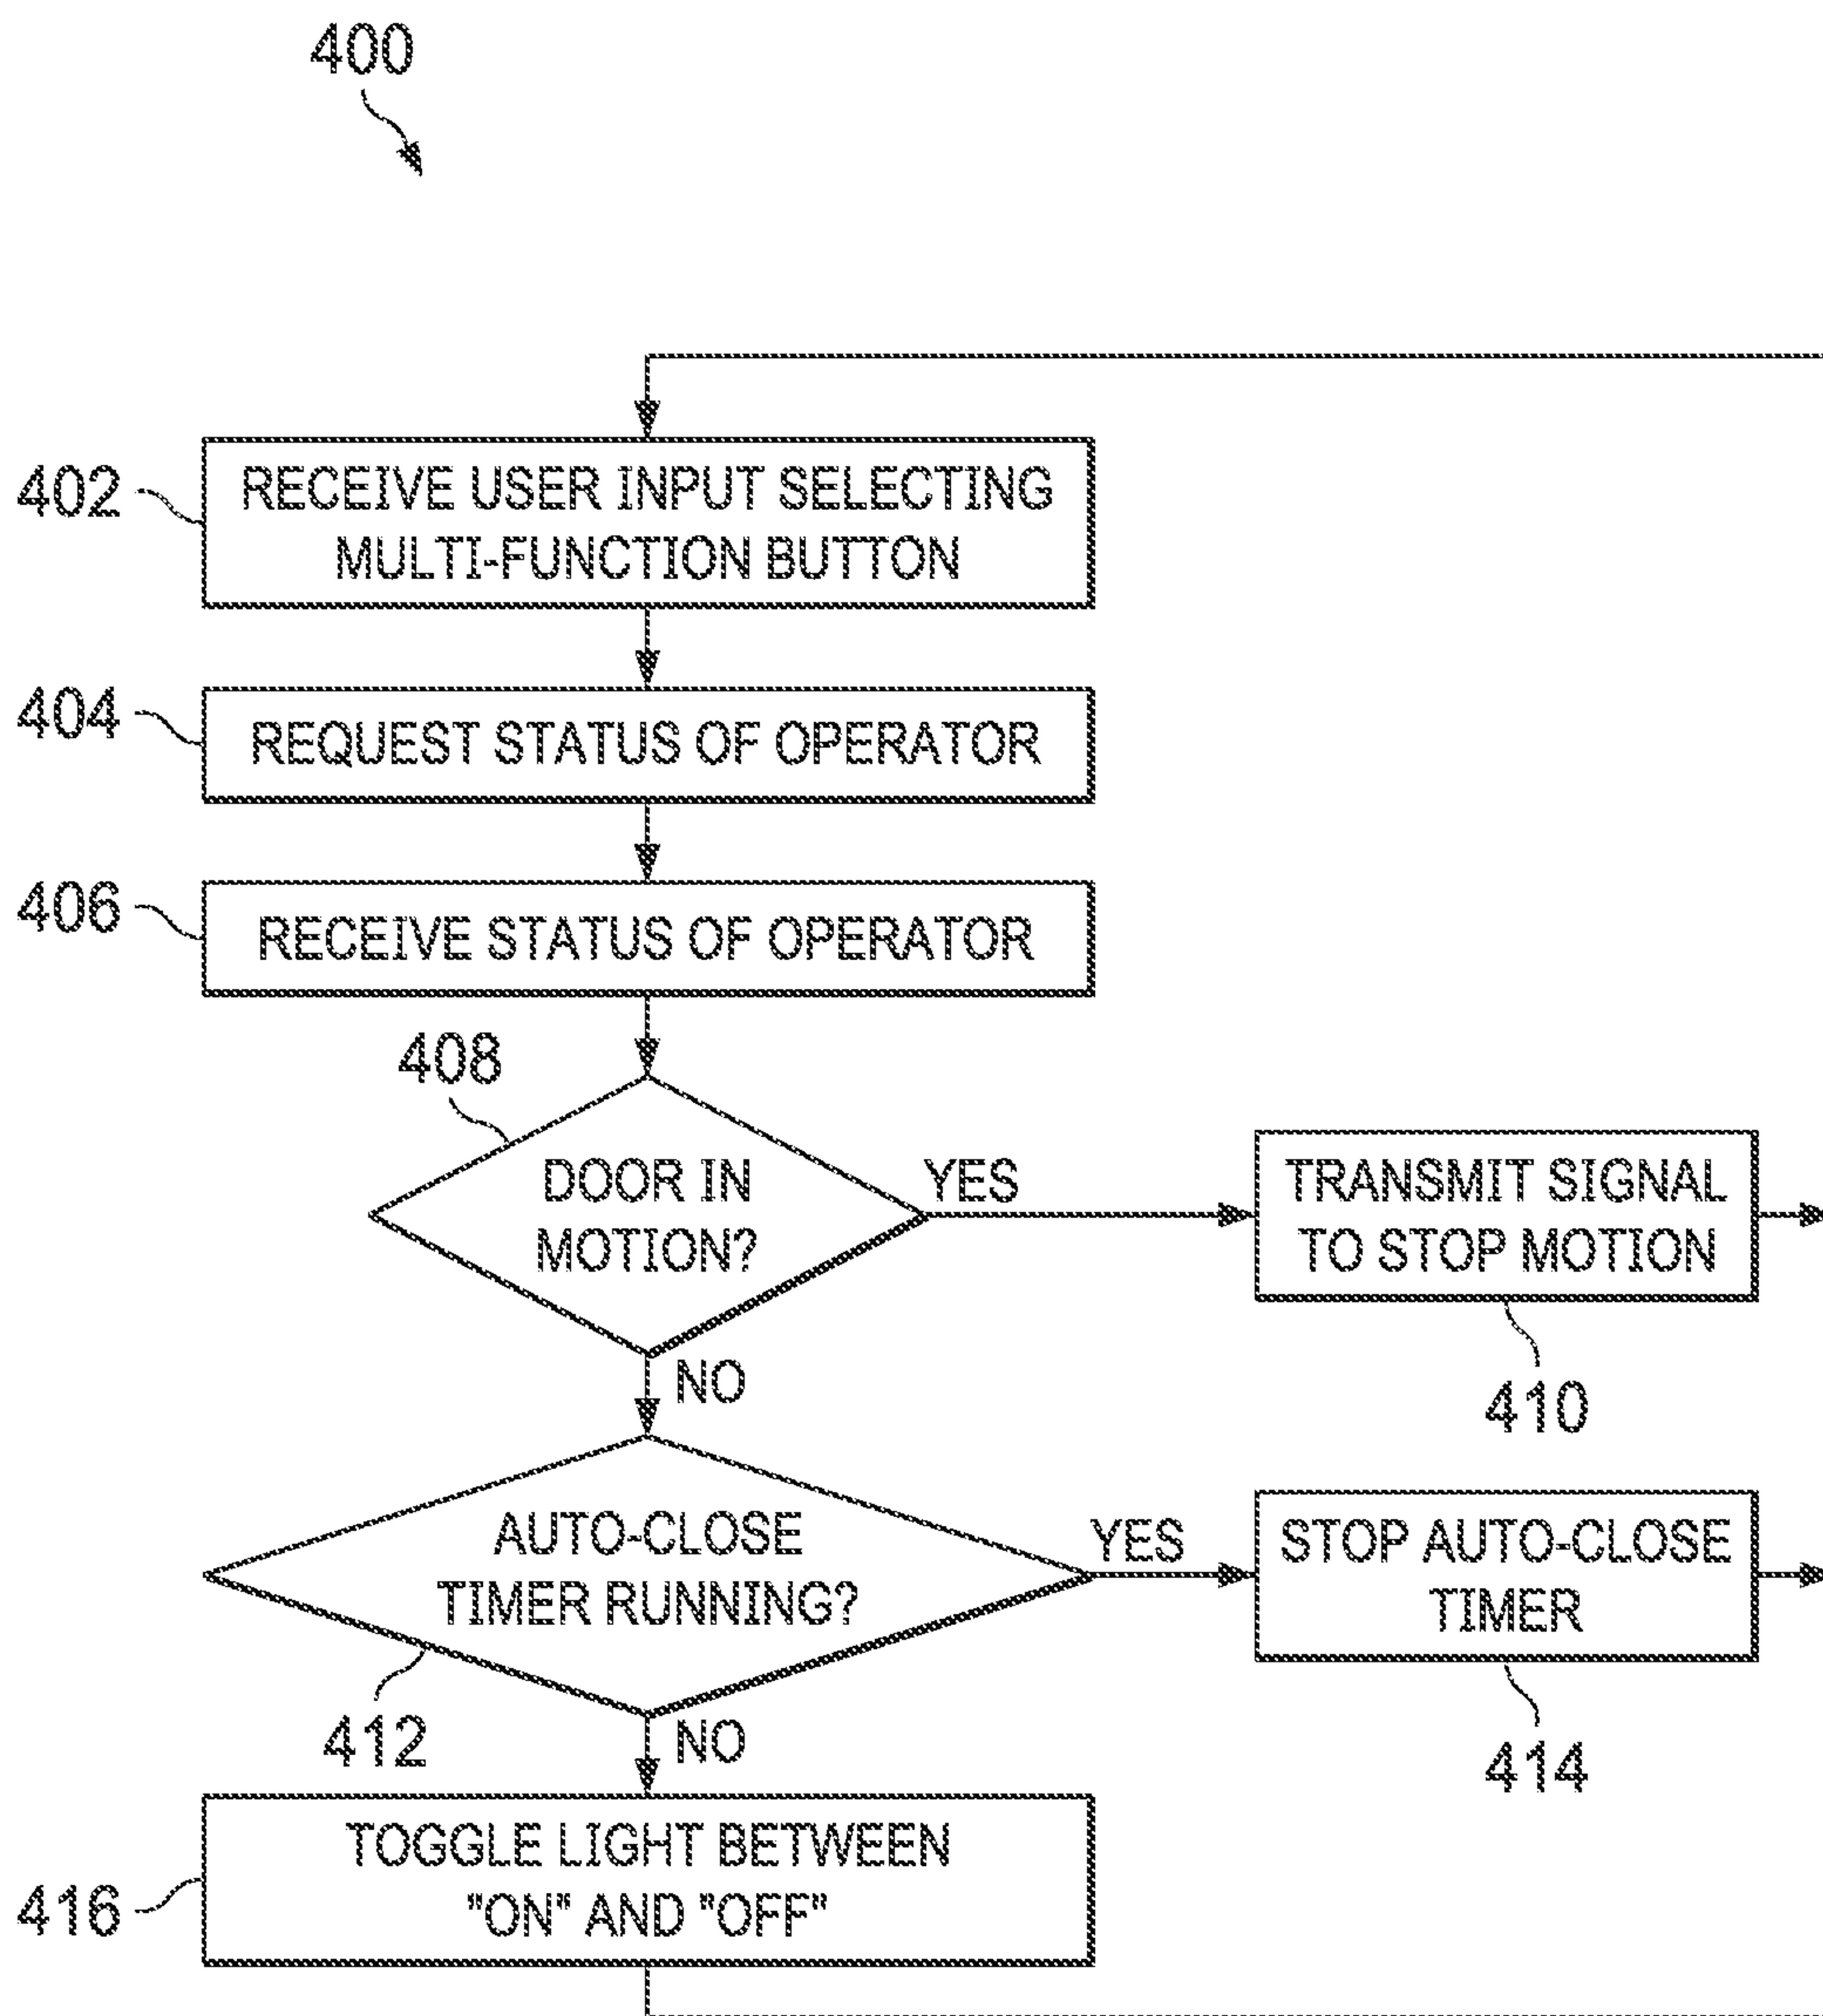 400
402
RECEIVE USER INPUT SELECTING
MULTI-FUNCTION BUTTON
404
REQUEST STATUS OF OPERATOR
406
RECEIVE STATUS OF OPERATOR
408
DOOR IN
MOTION?
YES
TRANSMIT SIGNAL
TO STOP MOTION
410
NO
AUTO-CLOSE
TIMER RUNNING?
412
YES
STOP AUTO-CLOSE
TIMER
414
NO
TOGGLE LIGHT BETWEEN
"ON" AND "OFF"
416